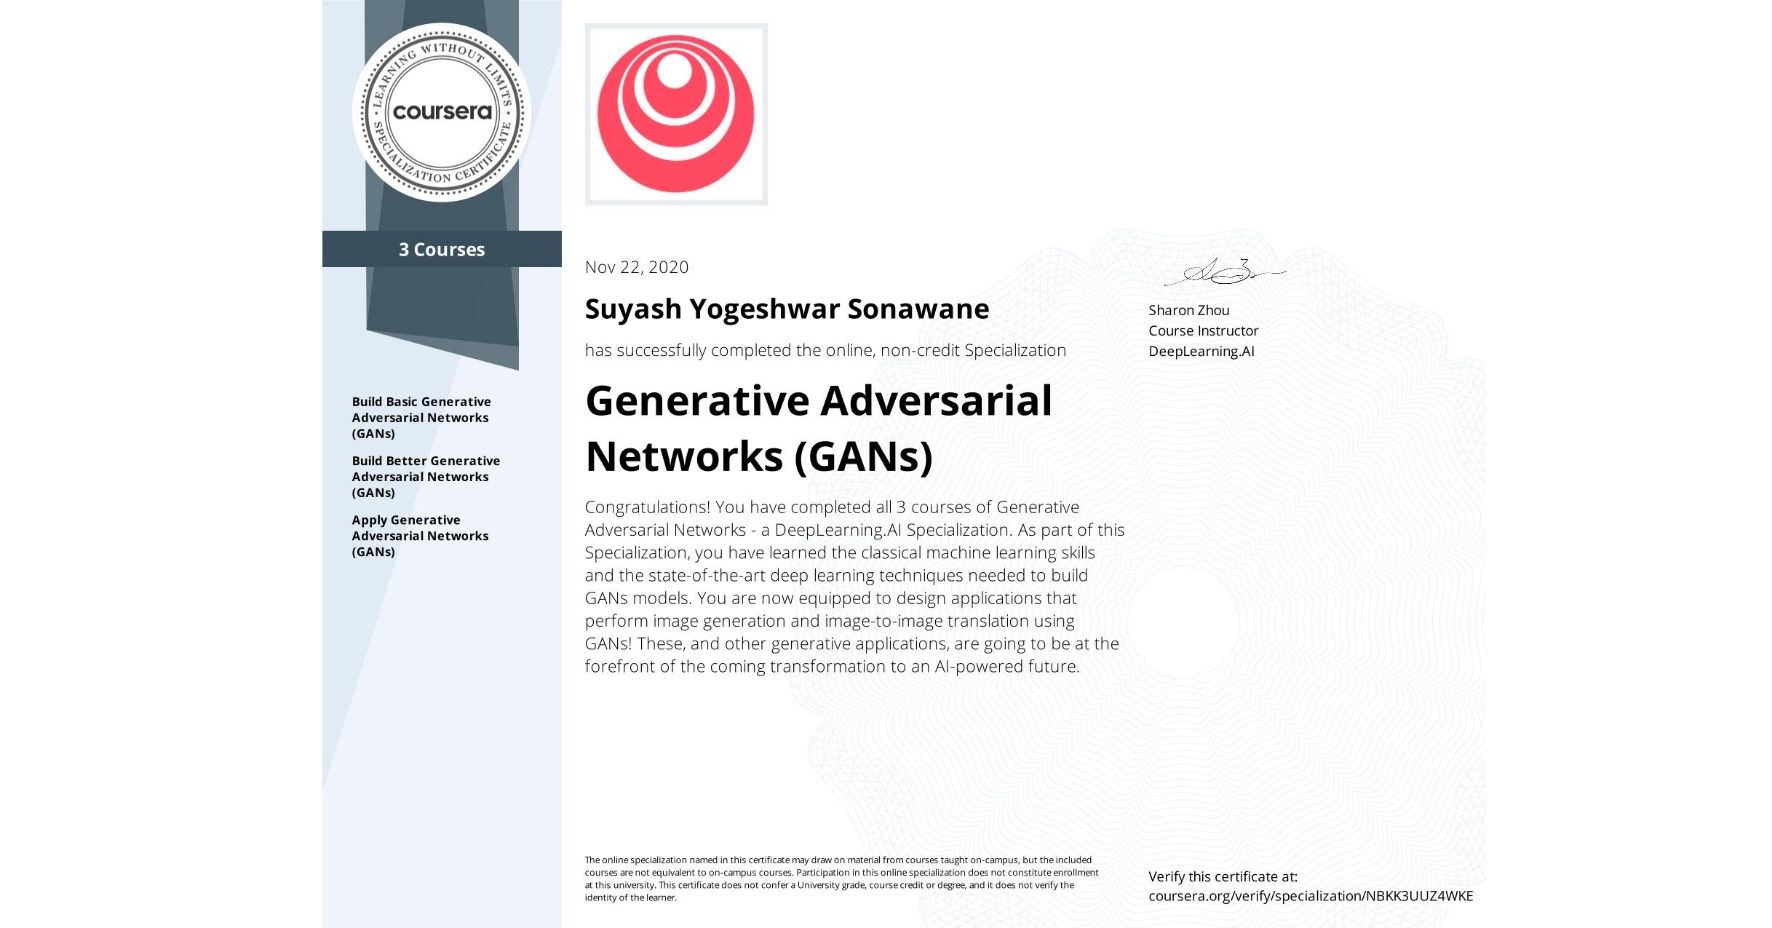 LEARNING WITHOUT LIMITS
coursera
SPECIALIZATION CERTIFICATE
3 Courses
Build Basic Generative
Adversarial Networks
(GANs)
Build Better Generative
Adversarial Networks
(GANs)
Apply Generative
Adversarial Networks
(GANs)
Nov 22, 2020
Suyash Yogeshwar Sonawane
has successfully completed the online, non-credit Specialization
Generative Adversarial
Networks (GANs)
Congratulations! You have completed all 3 courses of Generative
Adversarial Networks - a DeepLearning.AI Specialization. As part of this
Specialization, you have learned the classical machine learning skills
and the state-of-the-art deep learning techniques needed to build
GANs models. You are now equipped to design applications that
perform image generation and image-to-image translation using
GANs! These, and other generative applications, are going to be at the
forefront of the coming transformation to an AI-powered future.
Sharon Zhou
Course Instructor
DeepLearning.AI
The online specialization named in this certificate may draw on material from courses taught on-campus, but the included
courses are not equivalent to on-campus courses. Participation in this online specialization does not constitute enrollment
at this university. This certificate does not confer a University grade, course credit or degree, and it does not verify the
identity of the learner.
Verify this certificate at:
coursera.org/verify/specialization/NBKK3UUZ4WKE